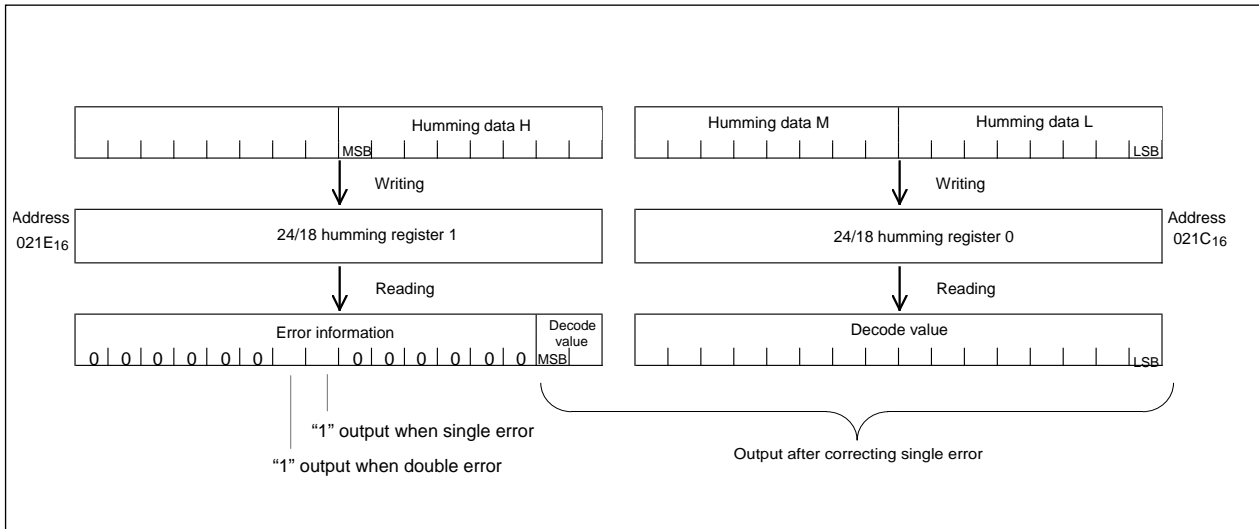 Humming data H
Humming data M
Humming data L
MSB
LSB
Writing
Writing
Address
021E16
24/18 humming register 1
24/18 humming register 0
Address
021C16
Reading
Reading
Error information
Decode
value
Decode value
0 0 0 0 0 0 0 0 0 0 0 0 MSB
LSB
“1” output when single error
“1” output when double error
Output after correcting single error